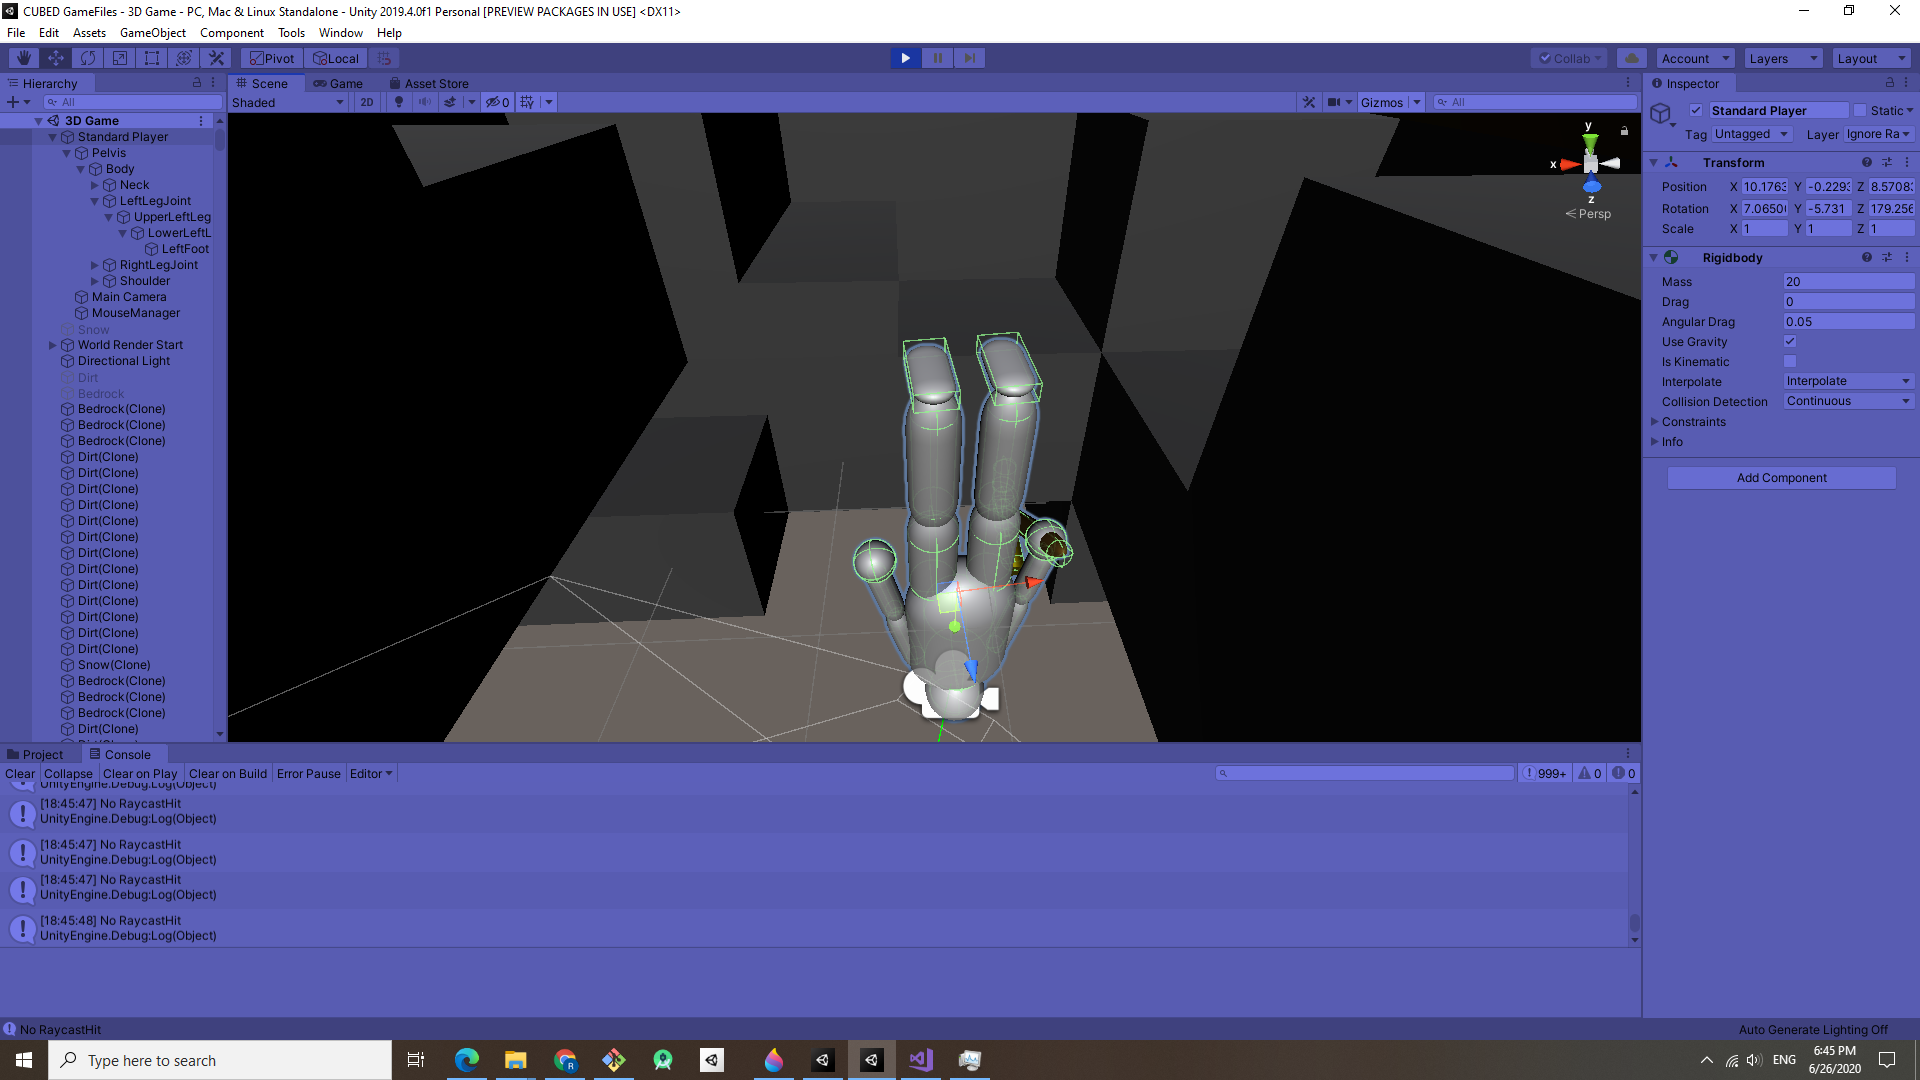 CUBED GameFiles - 3D Game - PC, Mac & Linux Standalone - Unity 2019.4.0f1 Personal [PREVIEW PACKAGES IN USE] <DX11>
File Edit Assets GameObject Component Tools Window Help
Pivot Local
Collab Account Layers Layout
Hierarchy
All
3D Game
Standard Player
Pelvis
Body
Neck
LeftLegJoint
UpperLeftLeg
LowerLeftL
LeftFoot
RightLegJoint
Shoulder
Main Camera
MouseManager
Snow
World Render Start
Directional Light
Dirt
Bedrock
Bedrock(Clone)
Bedrock(Clone)
Bedrock(Clone)
Dirt(Clone)
Dirt(Clone)
Dirt(Clone)
Dirt(Clone)
Dirt(Clone)
Dirt(Clone)
Dirt(Clone)
Dirt(Clone)
Dirt(Clone)
Dirt(Clone)
Dirt(Clone)
Dirt(Clone)
Dirt(Clone)
Snow(Clone)
Bedrock(Clone)
Bedrock(Clone)
Bedrock(Clone)
Dirt(Clone)
Scene Game Asset Store
Shaded 2D 0 Gizmos All
y
x
z
Persp
Inspector
Standard Player Static
Tag Untagged Layer Ignore Ra
Transform
Position X 10.1763 Y -0.2293 Z 8.5708
Rotation X 7.0650 Y -5.731 Z 179.256
Scale X 1 Y 1 Z 1
Rigidbody
Mass 20
Drag 0
Angular Drag 0.05
Use Gravity
Is Kinematic
Interpolate Interpolate
Collision Detection Continuous
Constraints
Info
Add Component
Project Console
Clear Collapse Clear on Play Clear on Build Error Pause Editor 999+ 0 0
UnityEngine.Debug:Log(Object)
[18:45:47] No RaycastHit
UnityEngine.Debug:Log(Object)
[18:45:47] No RaycastHit
UnityEngine.Debug:Log(Object)
[18:45:47] No RaycastHit
UnityEngine.Debug:Log(Object)
[18:45:48] No RaycastHit
UnityEngine.Debug:Log(Object)
No RaycastHit
Auto Generate Lighting Off
Type here to search
ENG
6:45 PM
6/26/2020